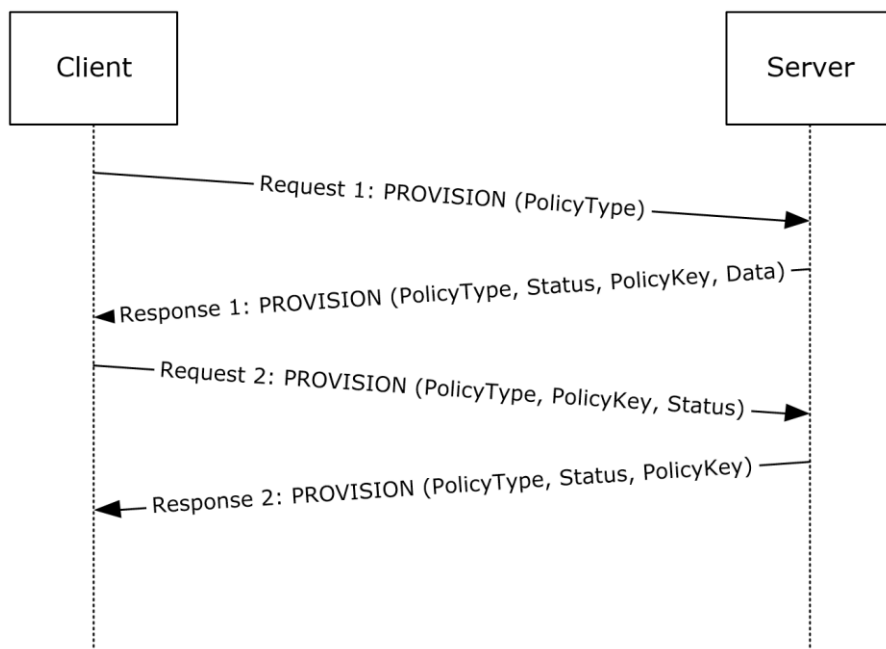 Client
Server
Request 1: PROVISION (PolicyType)
Response 1: PROVISION (PolicyType, Status, PolicyKey, Data)
Request 2: PROVISION (PolicyType, PolicyKey, Status)
Response 2: PROVISION (PolicyType, Status, PolicyKey)